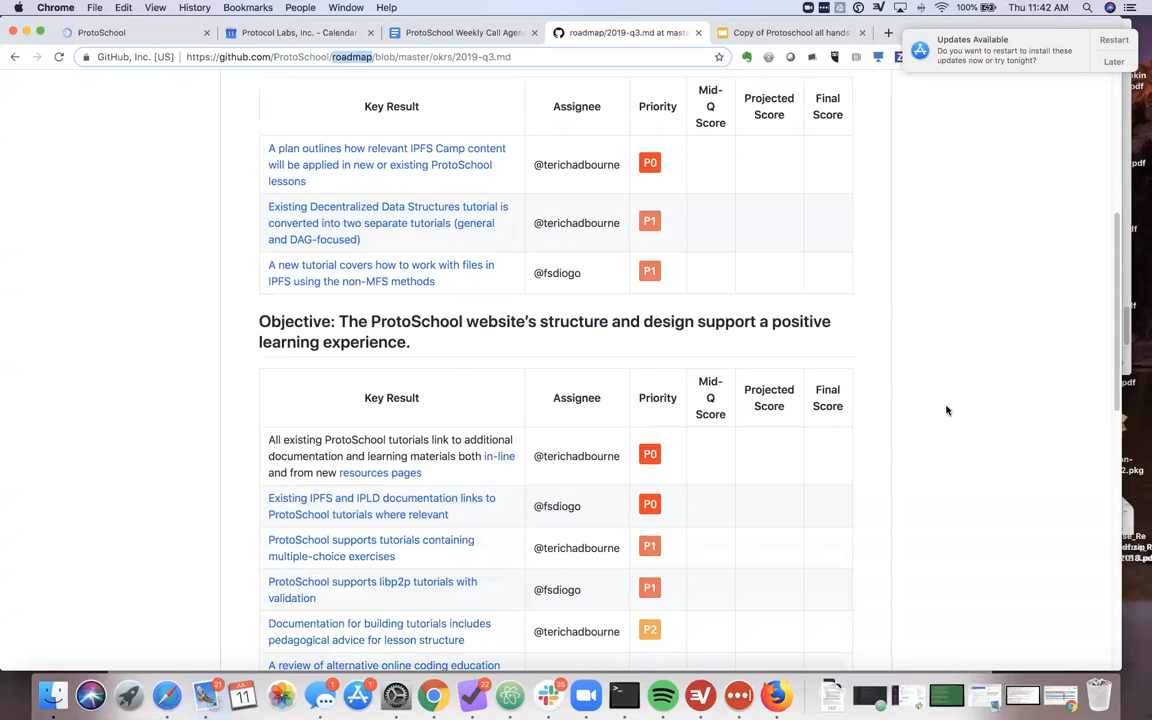 Chrome File Edit View History Bookmarks People Window Help 100% Thu 11:42 AM
ProtoSchool × Protocol Labs, Inc. - Calendar × ProtoSchool Weekly Call Agen × roadmap/2019-q3.md at maste × Copy of Protoschool all hands ×
GitHub, Inc. [US] https://github.com/ProtoSchool/roadmap/blob/master/okrs/2019-q3.md
Updates Available
Do you want to restart to install these
updates now or try tonight?
Restart
Later
Key Result Assignee Priority Mid-
Q
Score Projected
Score Final
Score
A plan outlines how relevant IPFS Camp content
will be applied in new or existing ProtoSchool
lessons
@terichadbourne P0
Existing Decentralized Data Structures tutorial is
converted into two separate tutorials (general
and DAG-focused)
@terichadbourne P1
A new tutorial covers how to work with files in
IPFS using the non-MFS methods
@fsdiogo P1
Objective: The ProtoSchool website's structure and design support a positive
learning experience.
Key Result Assignee Priority Mid-
Q
Score Projected
Score Final
Score
All existing ProtoSchool tutorials link to additional
documentation and learning materials both in-line
and from new resources pages
@terichadbourne P0
Existing IPFS and IPLD documentation links to
ProtoSchool tutorials where relevant
@fsdiogo P0
ProtoSchool supports tutorials containing
multiple-choice exercises
@terichadbourne P1
ProtoSchool supports libp2p tutorials with
validation
@fsdiogo P1
Documentation for building tutorials includes
pedagogical advice for lesson structure
@terichadbourne P2
A review of alternative online coding education
21 11 1 1 22 35